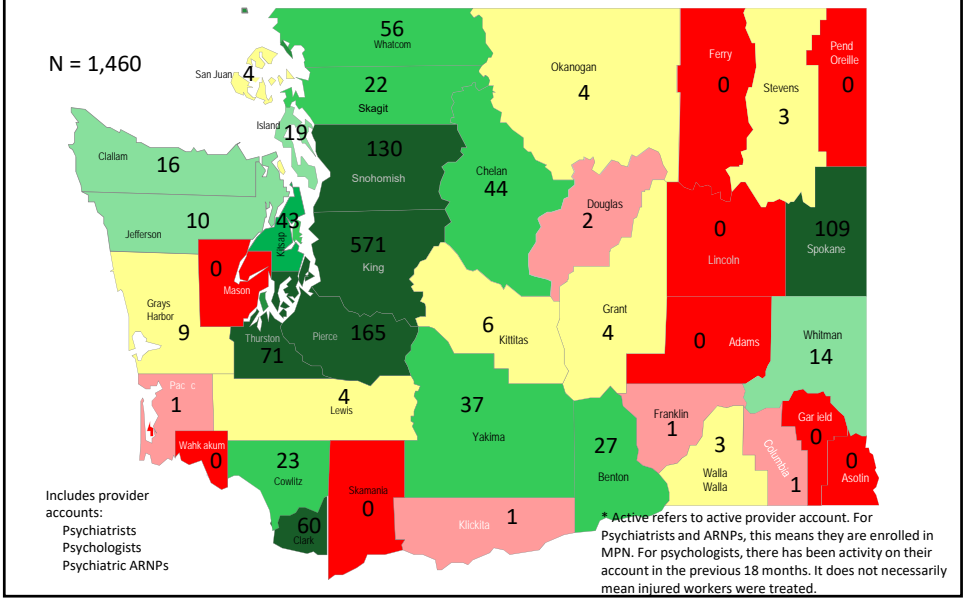 56
Whatcom
N = 1,460
San Juan 4
22
Skagit
Okanogan
4
Ferry
0
Stevens
3
Pend
Oreille
0
Island 19
130
Snohomish
Clallam 16
Chelan
44
Douglas
2
10
Jefferson
43
Kitsap
571
King
0
Lincoln
109
Spokane
0
Mason
Grays
Harbor
9
Thurston
71
Pierce 165
6 Kittitas
Grant
4
0 Adams
Whitman
14
Pac c
1
4
Lewis
37
Yakima
Franklin
1
3
Walla
Walla
Columbia
1
Gar ield
0
0
Asotin
Wahk akum
0
23
Cowlitz
Skamania
0
27
Benton
60
Clark
Klickita 1
Includes provider
accounts:
Psychiatrists
Psychologists
Psychiatric ARNPs
* Active refers to active provider account. For
Psychiatrists and ARNPs, this means they are enrolled in
MPN. For psychologists, there has been activity on their
account in the previous 18 months. It does not necessarily
mean injured workers were treated.